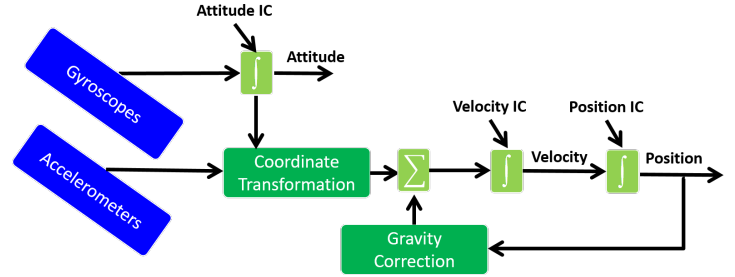 Attitude IC
Attitude
Gyroscopes
∫
Velocity IC
Position IC
Accelerometers
Coordinate
Transformation
∑
∫
Velocity
∫
Position
Gravity
Correction